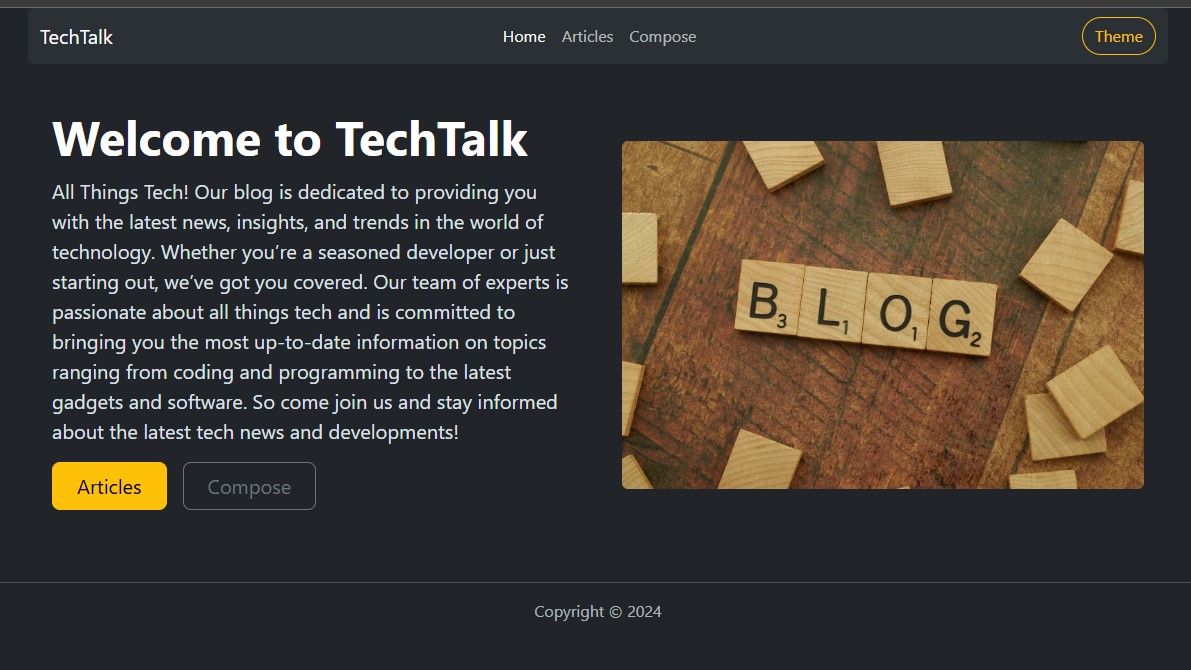 TechTalk
Home Articles Compose
Theme
Welcome to TechTalk
All Things Tech! Our blog is dedicated to providing you
with the latest news, insights, and trends in the world of
technology. Whether you’re a seasoned developer or just
starting out, we’ve got you covered. Our team of experts is
passionate about all things tech and is committed to
bringing you the most up-to-date information on topics
ranging from coding and programming to the latest
gadgets and software. So come join us and stay informed
about the latest tech news and developments!
Articles Compose
B3 L1 O1 G2
Copyright © 2024